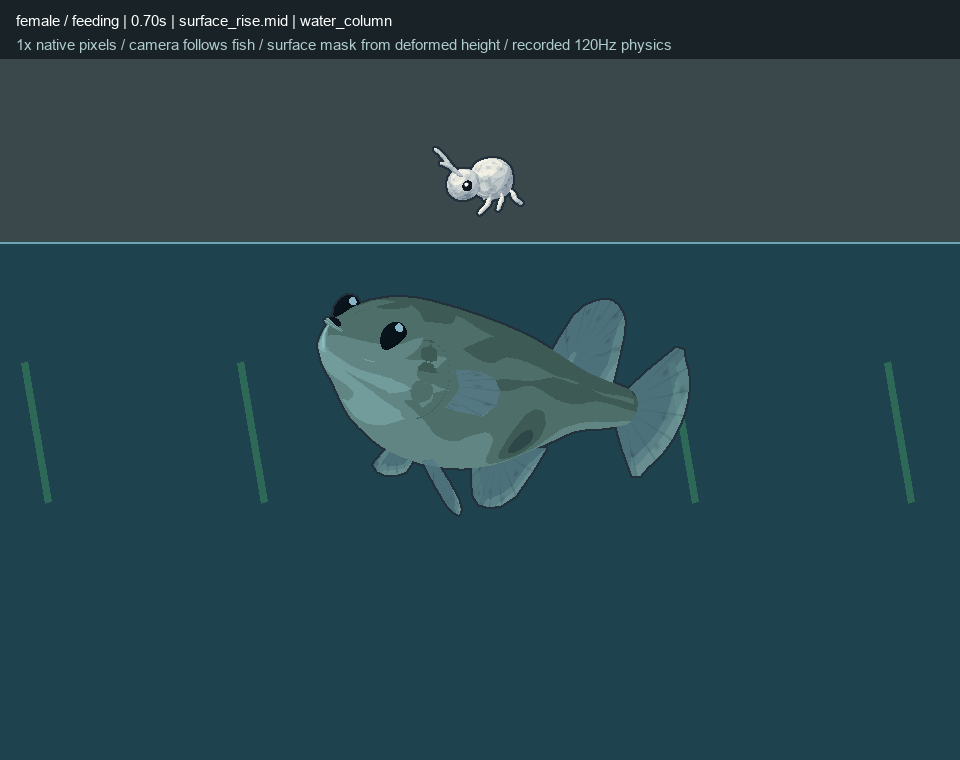 female / feeding | 0.70s | surface_rise.mid | water_column
1x native pixels / camera follows fish / surface mask from deformed height / recorded 120Hz physics